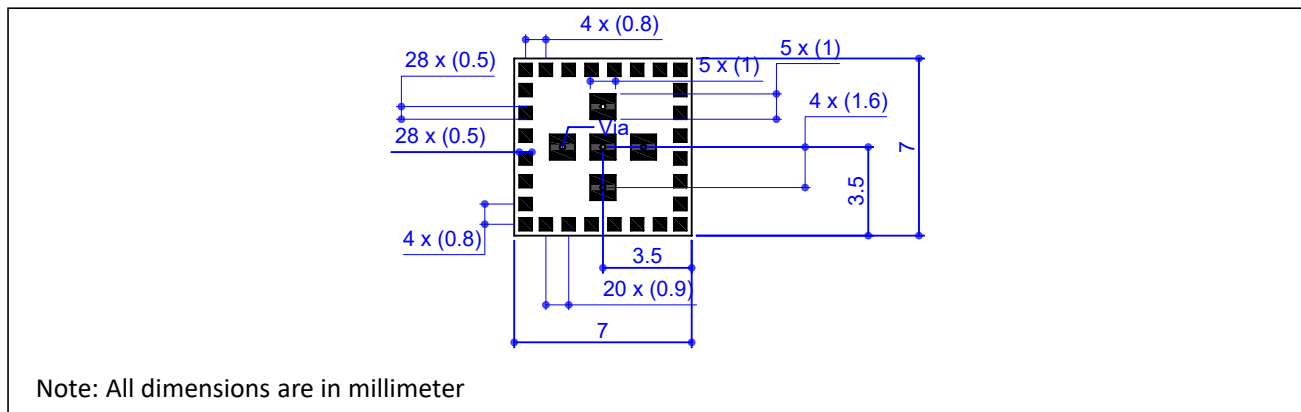 4 x (0.8)
5 x (1)
28 x (0.5)
5 x (1)
4 x (1.6)
Via
28 x (0.5)
7
3.5
4 x (0.8)
3.5
20 x (0.9)
7
Note: All dimensions are in millimeter